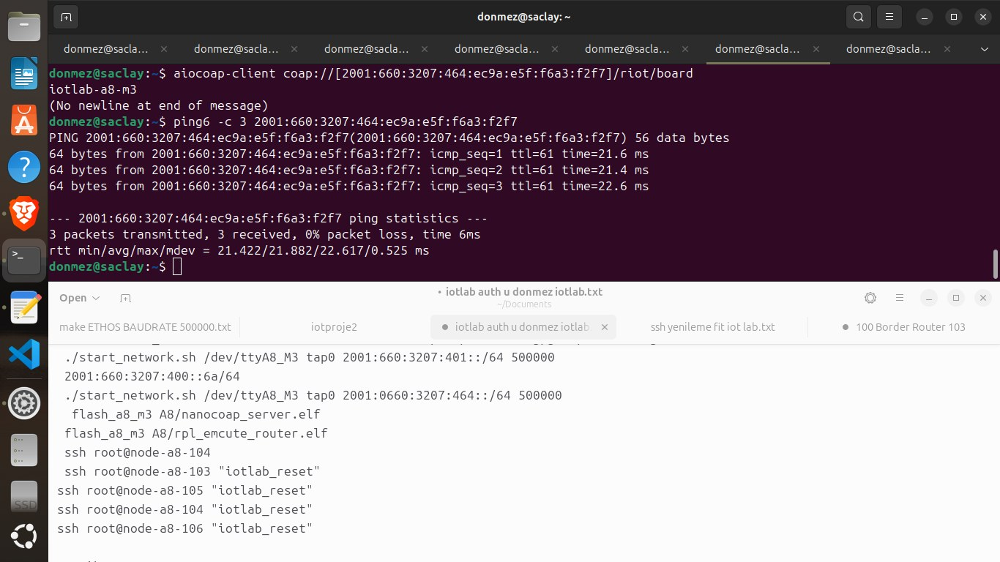 donmez@saclay: ~
donmez@sacla...
donmez@sacla...
donmez@sacla...
donmez@sacla...
donmez@sacla...
donmez@sacla...
donmez@sacla...
donmez@saclay:~$ aiocoap-client coap://[2001:660:3207:464:ec9a:e5f:f6a3:f2f7]/riot/board
iotlab-a8-m3
(No newline at end of message)
donmez@saclay:~$ ping6 -c 3 2001:660:3207:464:ec9a:e5f:f6a3:f2f7
PING 2001:660:3207:464:ec9a:e5f:f6a3:f2f7(2001:660:3207:464:ec9a:e5f:f6a3:f2f7) 56 data bytes
64 bytes from 2001:660:3207:464:ec9a:e5f:f6a3:f2f7: icmp_seq=1 ttl=61 time=21.6 ms
64 bytes from 2001:660:3207:464:ec9a:e5f:f6a3:f2f7: icmp_seq=2 ttl=61 time=21.4 ms
64 bytes from 2001:660:3207:464:ec9a:e5f:f6a3:f2f7: icmp_seq=3 ttl=61 time=22.6 ms
--- 2001:660:3207:464:ec9a:e5f:f6a3:f2f7 ping statistics ---
3 packets transmitted, 3 received, 0% packet loss, time 6ms
rtt min/avg/max/mdev = 21.422/21.882/22.617/0.525 ms
donmez@saclay:~$
Open
• iotlab auth u donmez iotlab.txt
~/Documents
make ETHOS BAUDRATE 500000.txt
iotproje2
iotlab auth u donmez iotlab
ssh yenileme fit iot lab.txt
100 Border Router 103
./start_network.sh /dev/ttyA8_M3 tap0 2001:660:3207:401::/64 500000
2001:660:3207:400::6a/64
./start_network.sh /dev/ttyA8_M3 tap0 2001:0660:3207:464::/64 500000
flash_a8_m3 A8/nanocoap_server.elf
flash_a8_m3 A8/rpl_emcute_router.elf
ssh root@node-a8-104
ssh root@node-a8-103 "iotlab_reset"
ssh root@node-a8-105 "iotlab_reset"
ssh root@node-a8-104 "iotlab_reset"
ssh root@node-a8-106 "iotlab_reset"
SSD